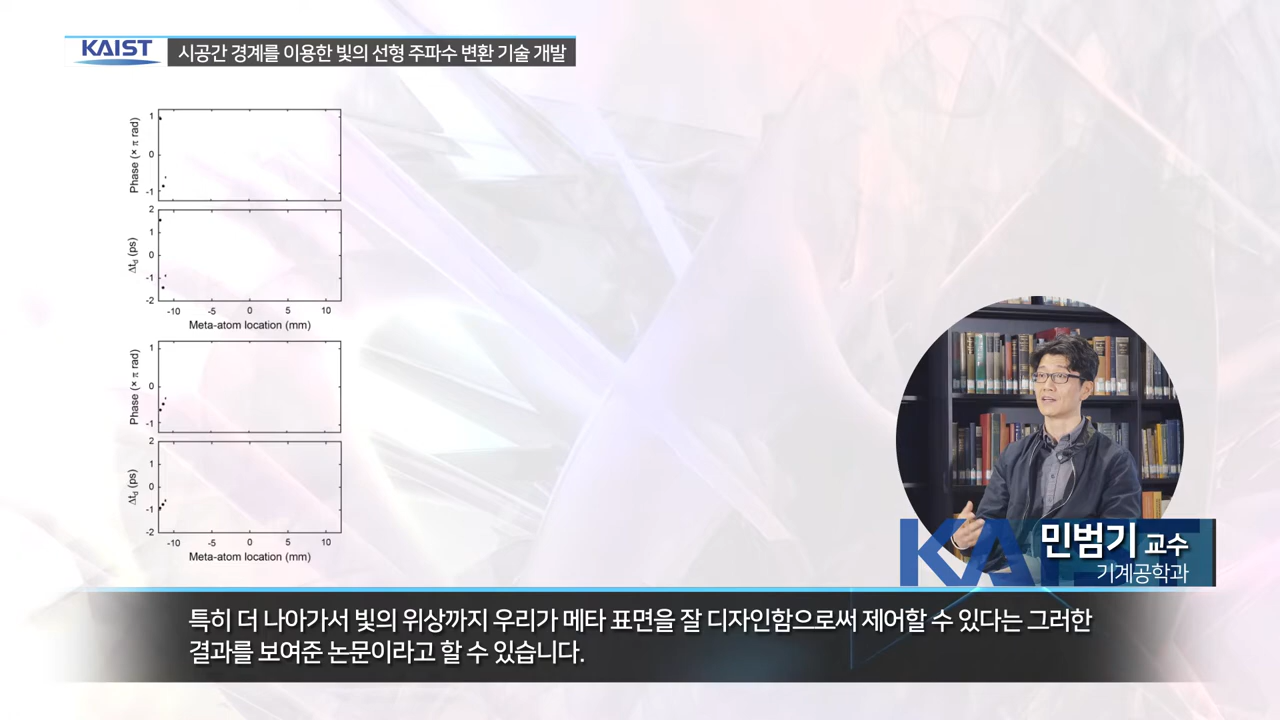 KAIST
시공간 경계를 이용한 빛의 선형 주파수 변환 기술 개발
Phase (× π rad)
1
0
-1
Δtd (ps)
2
1
0
-1
-2
-10
-5
0
5
10
Meta-atom location (mm)
Phase (× π rad)
1
0
-1
Δtd (ps)
2
1
0
-1
-2
-10
-5
0
5
10
Meta-atom location (mm)
KAIST
민범기 교수
기계공학과
특히 더 나아가서 빛의 위상까지 우리가 메타 표면을 잘 디자인함으로써 제어할 수 있다는 그러한
결과를 보여준 논문이라고 할 수 있습니다.